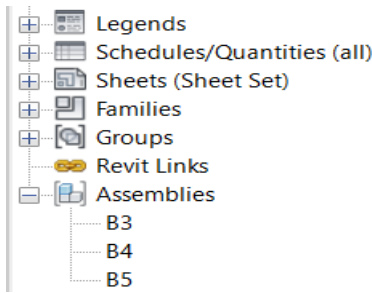 Legends
Schedules/Quantities (all)
Sheets (Sheet Set)
Families
Groups
Revit Links
Assemblies
B3
B4
B5